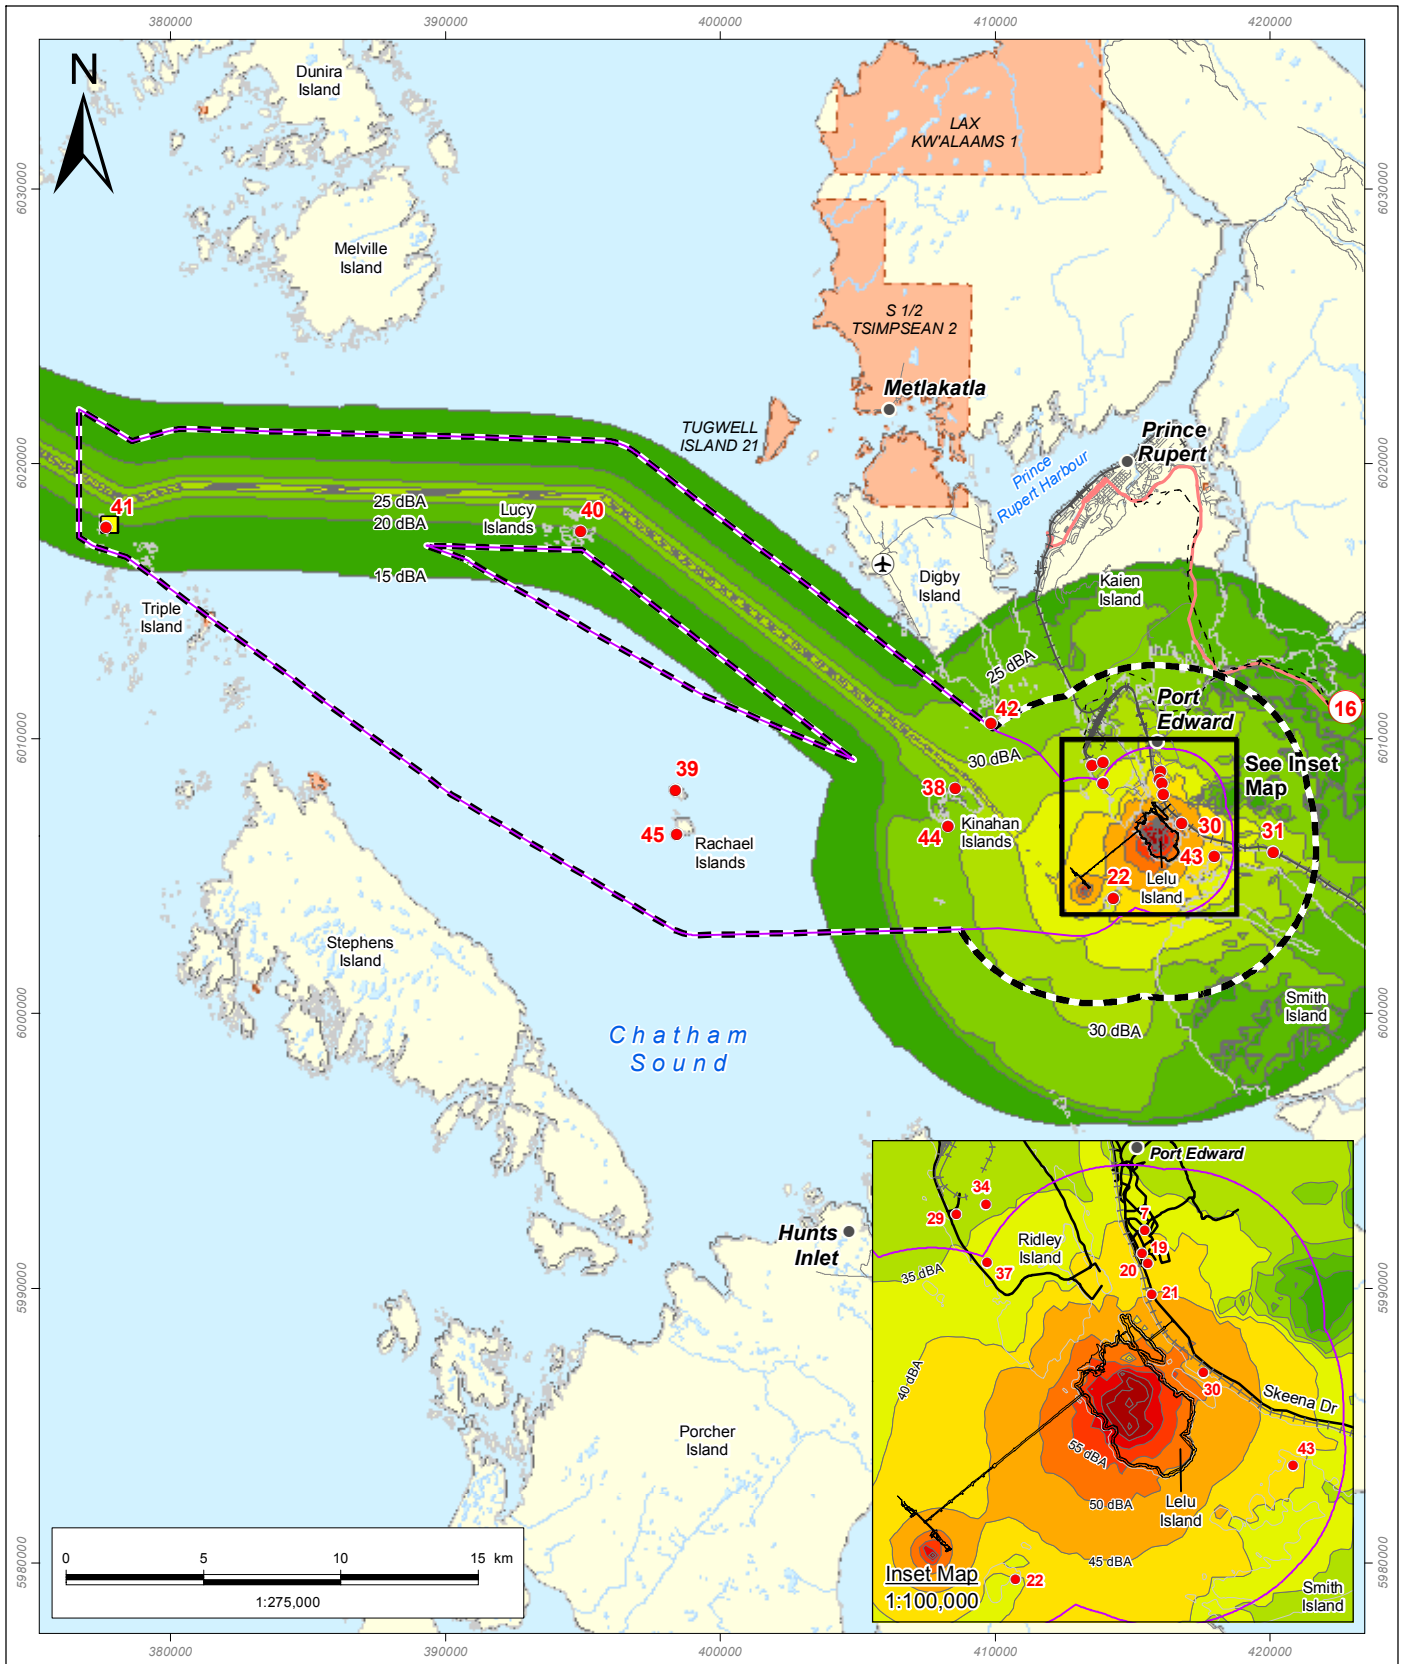 380000
390000
400000
410000
420000
N
Dunira
Island
LAX
KW'ALAAMS 1
6030000
6030000
Melville
Island
S 1/2
TSIMPSEAN 2
Metlakatla
TUGWELL
ISLAND 21
Prince
Rupert
Prince
Rupert Harbour
6020000
6020000
25 dBA
20 dBA
15 dBA
41
Lucy
Islands
40
Digby
Island
Kaien
Island
Triple
Island
25 dBA
42
Port
Edward
16
30 dBA
6010000
6010000
See Inset
Map
39
38
45
44
Rachael
Islands
Kinahan
Islands
30
31
43
22
Lelu
Island
Stephens
Island
Smith
Island
6000000
6000000
Chatham
Sound
30 dBA
Hunts
Inlet
Port Edward
34
29
7
Ridley
Island
19
20
37
35 dBA
21
5990000
5990000
40 dBA
30
Skeena Dr
55 dBA
43
50 dBA
Lelu
Island
45 dBA
22
Inset Map
1:100,000
Smith
Island
Porcher
Island
0
5
10
15 km
1:275,000
5980000
5980000
380000
390000
400000
410000
420000